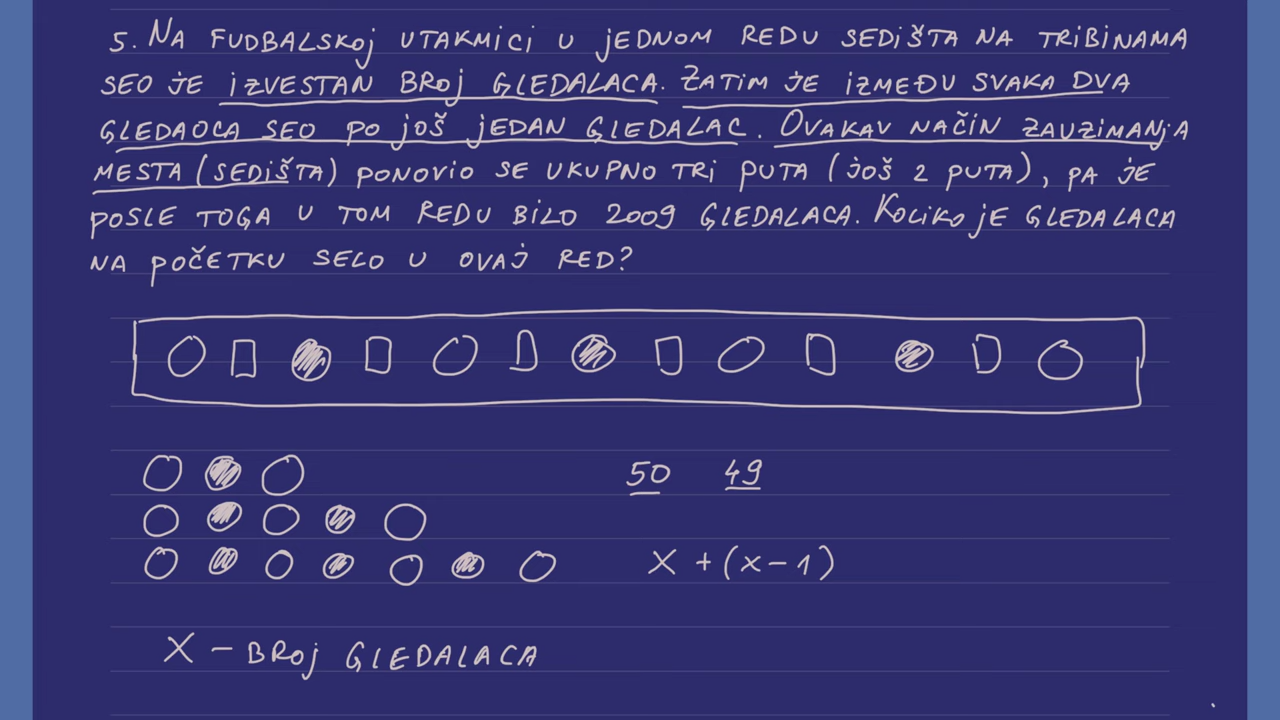 5. NA FUDBALSKOJ UTAKMICI U JEDNOM REDU SEDIŠTA NA TRIBINAMA
SEO JE IZVESTAN BROJ GLEDALACA. ZATIM JE IZMEĐU SVAKA DVA
GLEDAOCA SEO PO JOŠ JEDAN GLEDALAC. OVAKAV NAČIN ZAUZIMANJA
MESTA (SEDIŠTA) PONOVIO SE UKUPNO TRI PUTA (JOŠ 2 PUTA), PA JE
POSLE TOGA U TOM REDU BILO 2009 GLEDALACA. KOLIKO JE GLEDALACA
NA POČETKU SELO U OVAJ RED?
50 49
X + (x - 1)
X - BROJ GLEDALACA